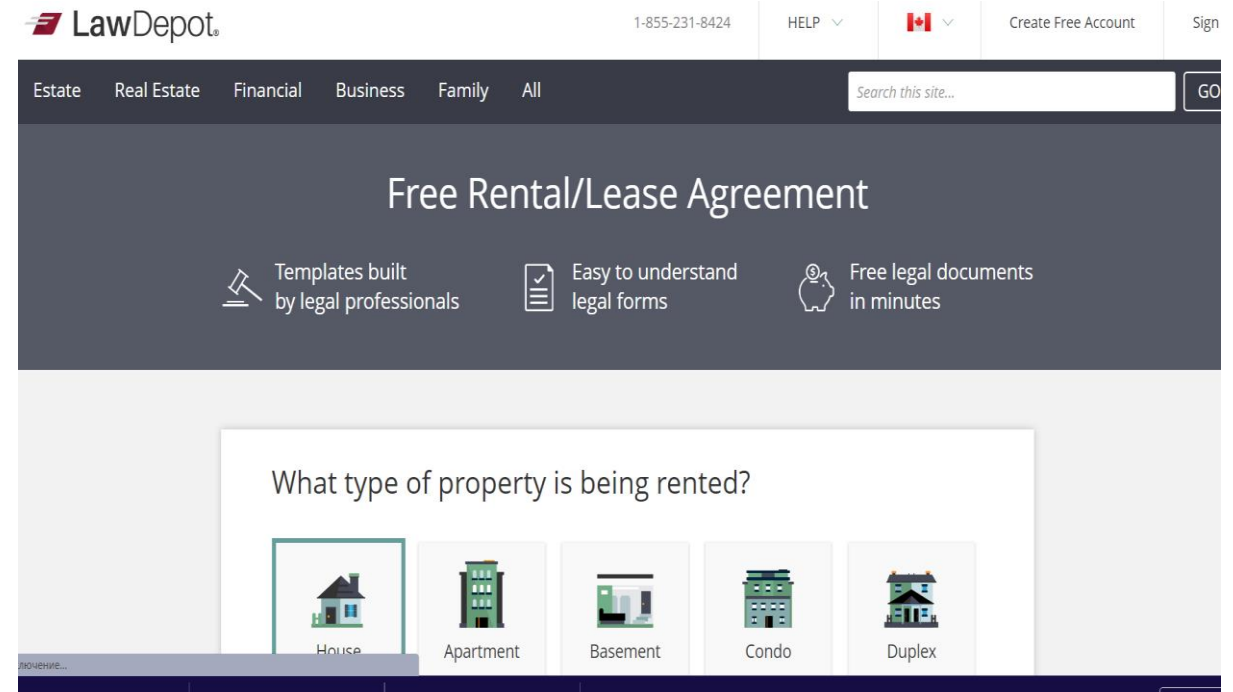 LawDepot®
1-855-231-8424
HELP
Create Free Account
Sign
Estate Real Estate Financial Business Family All
Search this site...
GO
Free Rental/Lease Agreement
Templates built
by legal professionals
Easy to understand
legal forms
Free legal documents
in minutes
What type of property is being rented?
House
Apartment
Basement
Condo
Duplex
лючение...